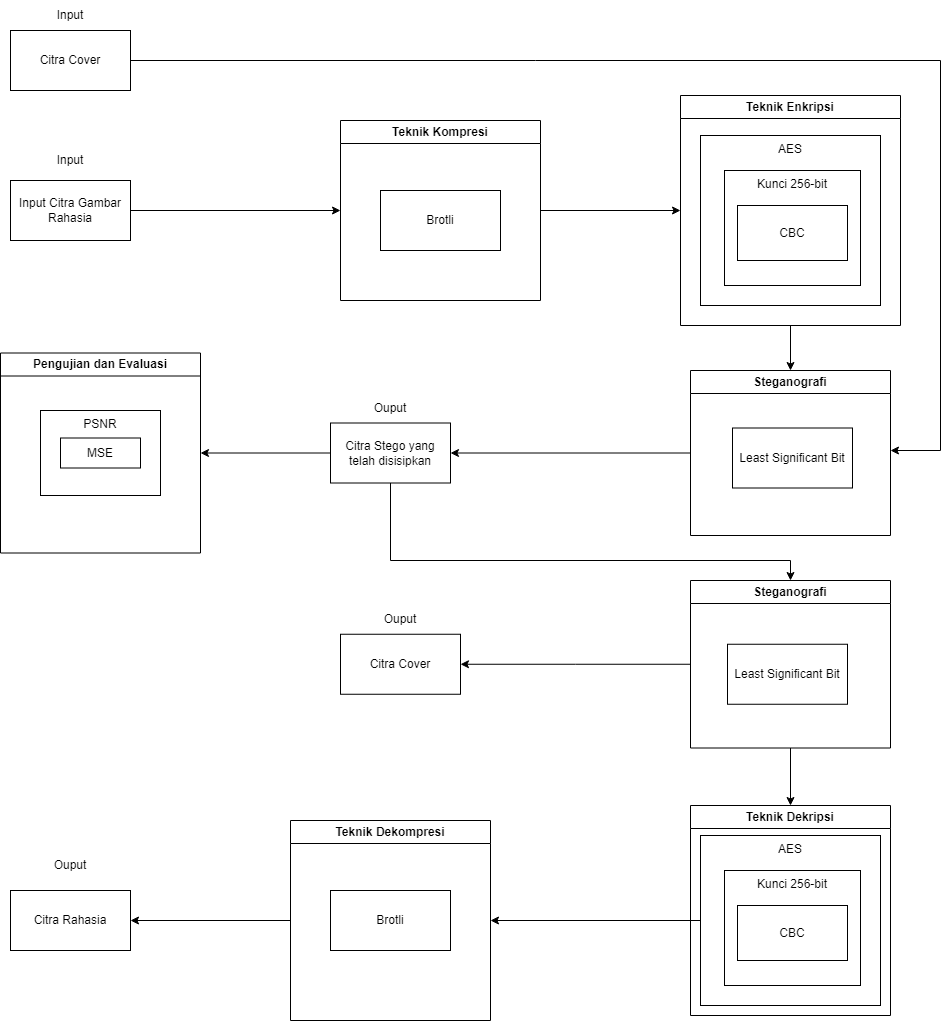 Input
Citra Cover
Teknik Enkripsi
AES
Kunci 256-bit
CBC
Teknik Kompresi
Brotli
Input
Input Citra Gambar
Rahasia
Pengujian dan Evaluasi
PSNR
MSE
Ouput
Citra Stego yang
telah disisipkan
Steganografi
Least Significant Bit
Steganografi
Least Significant Bit
Ouput
Citra Cover
Teknik Dekripsi
AES
Kunci 256-bit
CBC
Teknik Dekompresi
Brotli
Ouput
Citra Rahasia